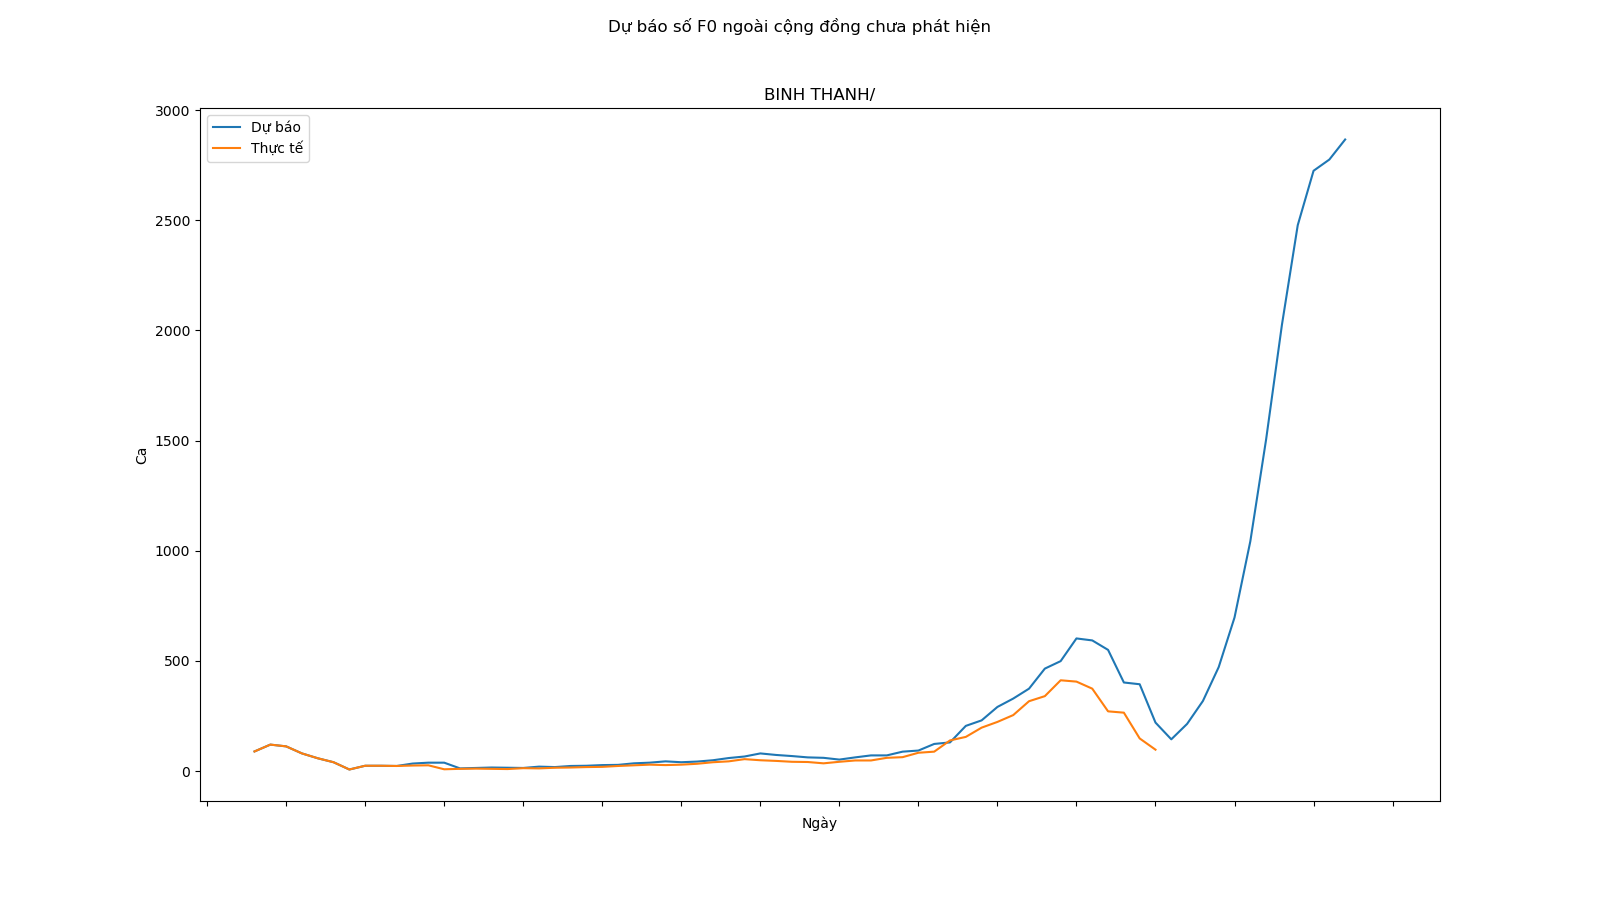 Dự báo số F0 ngoài cộng đồng chưa phát hiện
BINH THANH/
Dự báo
Thực tế
3000
2500
2000
1500
1000
500
0
Ca
Ngày